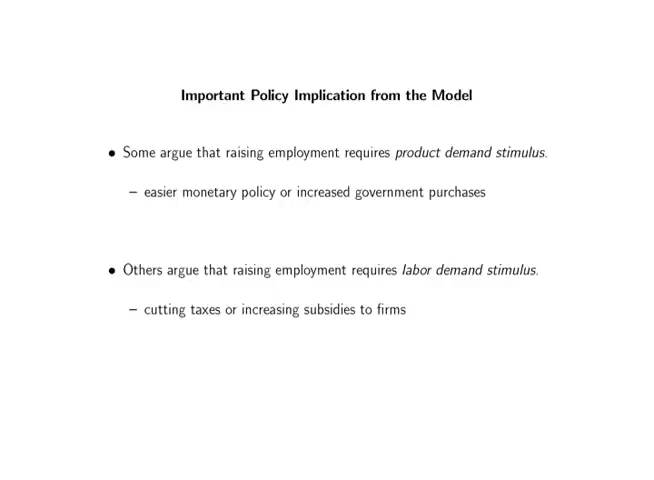 Important Policy Implication from the Model
• Some argue that raising employment requires product demand stimulus.
– easier monetary policy or increased government purchases
• Others argue that raising employment requires labor demand stimulus.
– cutting taxes or increasing subsidies to firms